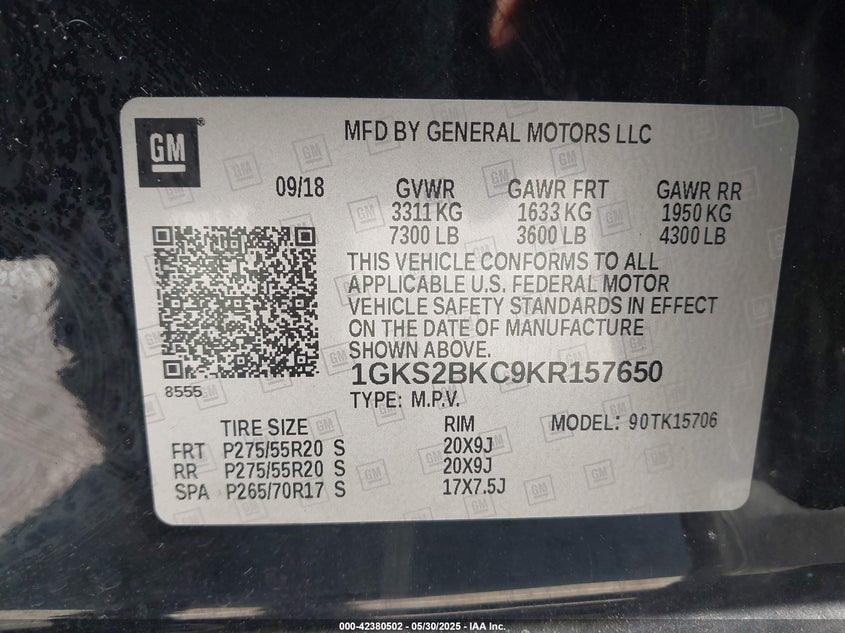 GM
MFD BY GENERAL MOTORS LLC
09/18 GVWR GAWR FRT GAWR RR
3311 KG 1633 KG 1950 KG
7300 LB 3600 LB 4300 LB
THIS VEHICLE CONFORMS TO ALL
APPLICABLE U.S. FEDERAL MOTOR
VEHICLE SAFETY STANDARDS IN EFFECT
ON THE DATE OF MANUFACTURE
SHOWN ABOVE.
8555
1GKS2BKC9KR157650
TYPE: M.P.V.
TIRE SIZE RIM MODEL: 90TK15706
FRT P275/55R20 S 20X9J
RR P275/55R20 S 20X9J
SPA P265/70R17 S 17X7.5J
000-42380502 - 05/30/2025 - IAA Inc.